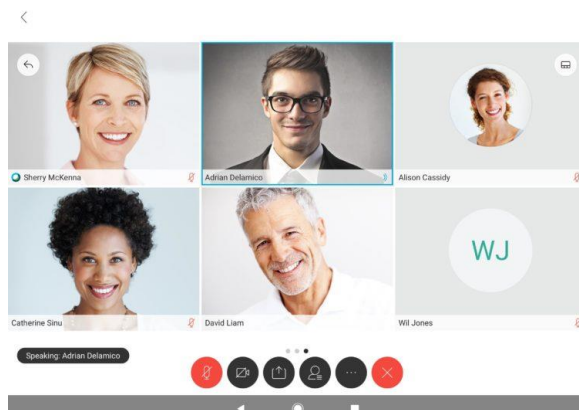 Sherry McKenna
Adrian Delamico
Alison Cassidy
WJ
Catherine Sinu
David Liam
Wil Jones
Speaking: Adrian Delamico